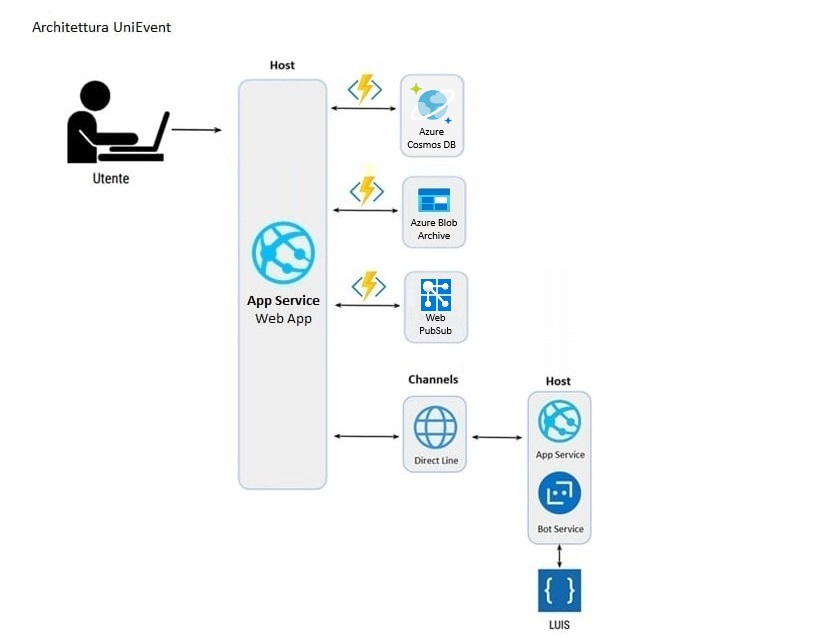 Architettura UniEvent
Host
Utente
App Service
Web App
Azure
Cosmos DB
Azure Blob
Archive
Web
PubSub
Channels
Direct Line
Host
App Service
Bot Service
{ }
LUIS